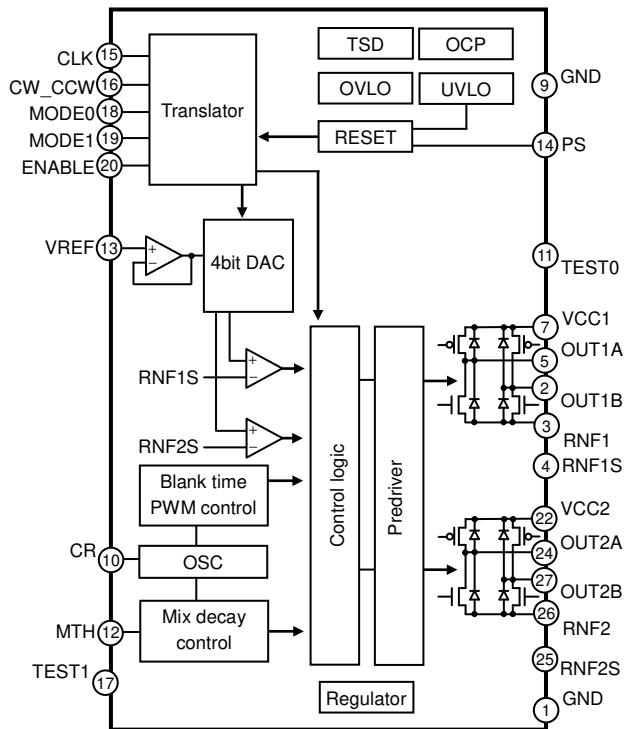 CLK 15
CW_CCW 16
MODE0 18
MODE1 19
ENABLE 20
Translator
TSD
OCP
OVLO
UVLO
RESET
9 GND
14 PS
VREF 13
+
−
4bit DAC
11 TEST0
RNF1S
+
−
RNF2S
+
−
Blank time
PWM control
CR 10
OSC
MTH 12
Mix decay
control
TEST1
17
Control logic
Predriver
Regulator
7 VCC1
5 OUT1A
2
OUT1B
3
RNF1
4 RNF1S
22 VCC2
24 OUT2A
27
OUT2B
26
RNF2
25 RNF2S
1 GND